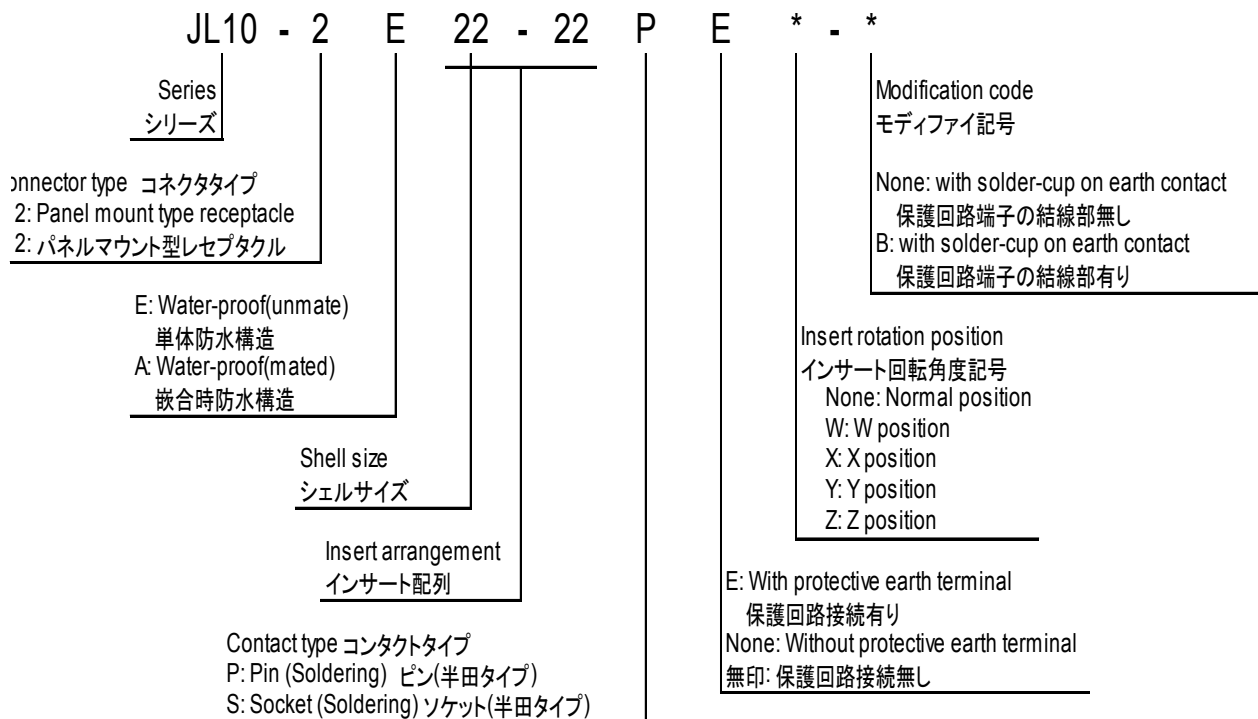 JL10 - 2 E 22 - 22 P E * - *
Series
シリーズ
onnector type コネクタタイプ
2: Panel mount type receptacle
2: パネルマウント型レセプタクル
E: Water-proof(unmate)
単体防水構造
A: Water-proof(mated)
嵌合時防水構造
Shell size
シェルサイズ
Insert arrangement
インサート配列
Contact type コンタクトタイプ
P: Pin (Soldering) ピン(半田タイプ)
S: Socket (Soldering) ソケット(半田タイプ)
Modification code
モディファイ記号
None: with solder-cup on earth contact
保護回路端子の結線部無し
B: with solder-cup on earth contact
保護回路端子の結線部有り
Insert rotation position
インサート回転角度記号
None: Normal position
W: W position
X: X position
Y: Y position
Z: Z position
E: With protective earth terminal
保護回路接続有り
None: Without protective earth terminal
無印: 保護回路接続無し